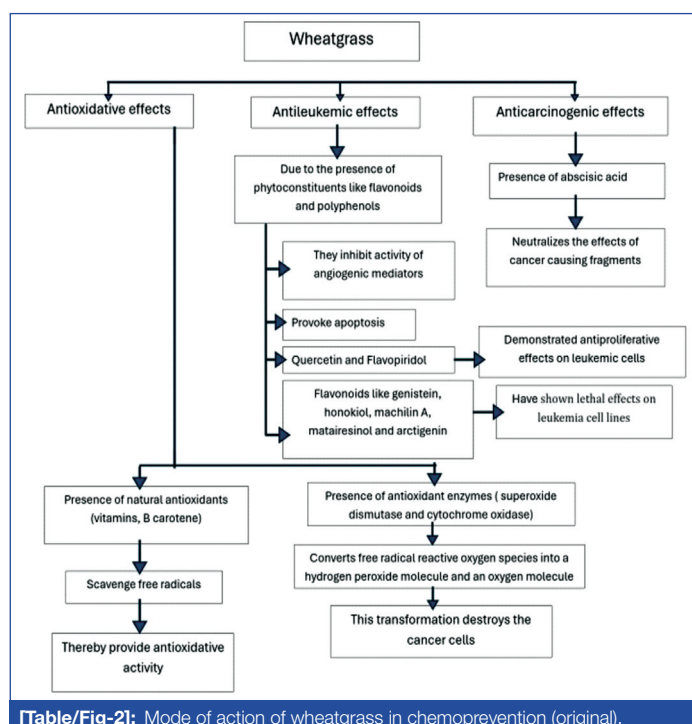 Wheatgrass
Antioxidative effects
Antileukemic effects
Anticarcinogenic effects
Due to the presence of
phytoconstituents like flavonoids
and polyphenols
Presence of abscisic acid
They inhibit activity of
angiogenic mediators
Neutralizes the effects of
cancer causing fragments
Provoke apoptosis
Quercetin and Flavopiridol
Demonstrated antiproliferative
effects on leukemic cells
Flavonoids like genistein,
honokiol, machilin A,
matairesinol and arctigenin
Have shown lethal effects on
leukemia cell lines
Presence of natural antioxidants
(vitamins, B carotene)
Presence of antioxidant enzymes ( superoxide
dismutase and cytochrome oxidase)
Scavenge free radicals
Converts free radical reactive oxygen species into a
hydrogen peroxide molecule and an oxygen molecule
Thereby provide antioxidative
activity
This transformation destroys the
cancer cells
[Table/Fig-2]: Mode of action of wheatgrass in chemoprevention (original).